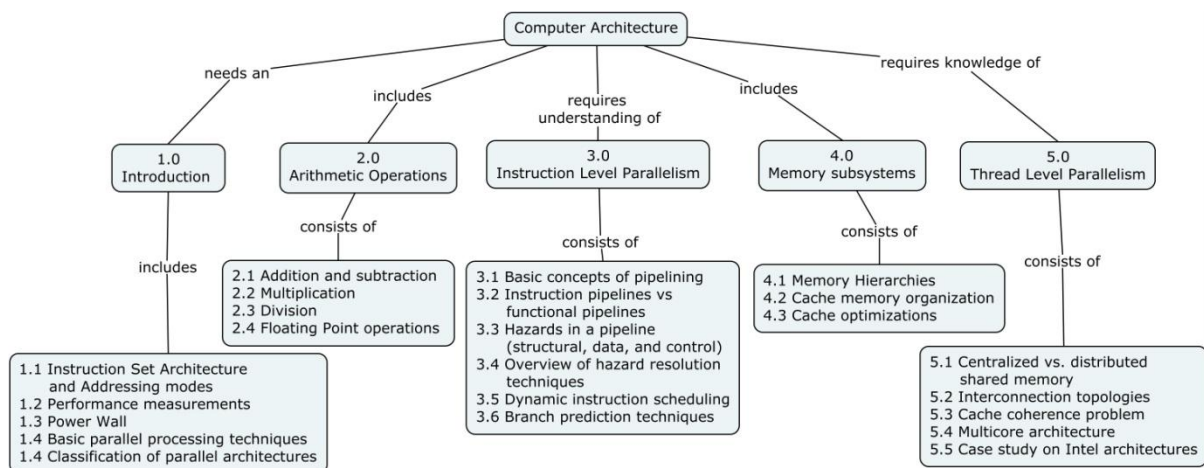 Computer Architecture
needs an
includes
requires
understanding of
includes
requires knowledge of
1.0
Introduction
2.0
Arithmetic Operations
3.0
Instruction Level Parallelism
4.0
Memory subsystems
5.0
Thread Level Parallelism
includes
consists of
consists of
consists of
consists of
1.1 Instruction Set Architecture
and Addressing modes
1.2 Performance measurements
1.3 Power Wall
1.4 Basic parallel processing techniques
1.4 Classification of parallel architectures
2.1 Addition and subtraction
2.2 Multiplication
2.3 Division
2.4 Floating Point operations
3.1 Basic concepts of pipelining
3.2 Instruction pipelines vs
functional pipelines
3.3 Hazards in a pipeline
(structural, data, and control)
3.4 Overview of hazard resolution
techniques
3.5 Dynamic instruction scheduling
3.6 Branch prediction techniques
4.1 Memory Hierarchies
4.2 Cache memory organization
4.3 Cache optimizations
5.1 Centralized vs. distributed
shared memory
5.2 Interconnection topologies
5.3 Cache coherence problem
5.4 Multicore architecture
5.5 Case study on Intel architectures